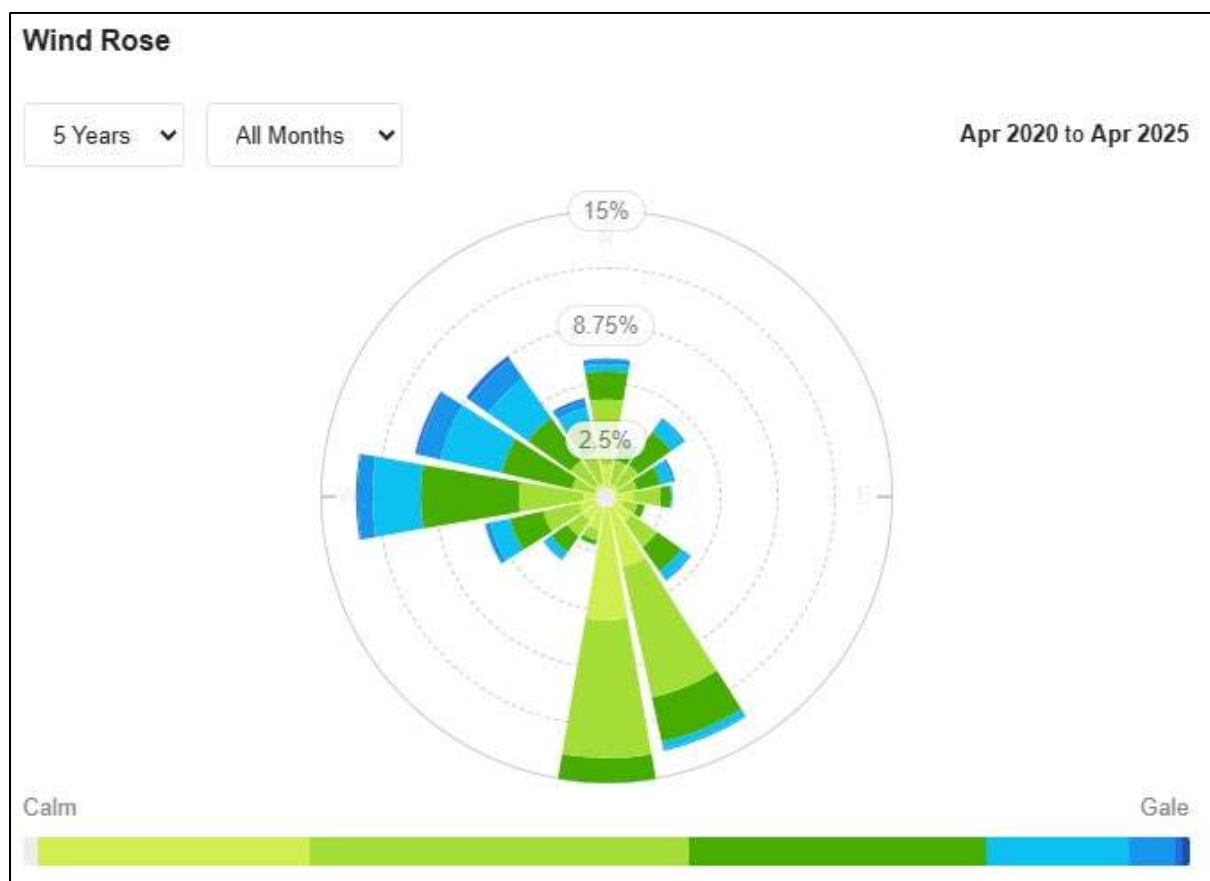 Wind Rose
5 Years All Months Apr 2020 to Apr 2025
15%
N
8.75%
2.5%
W E
Calm Gale